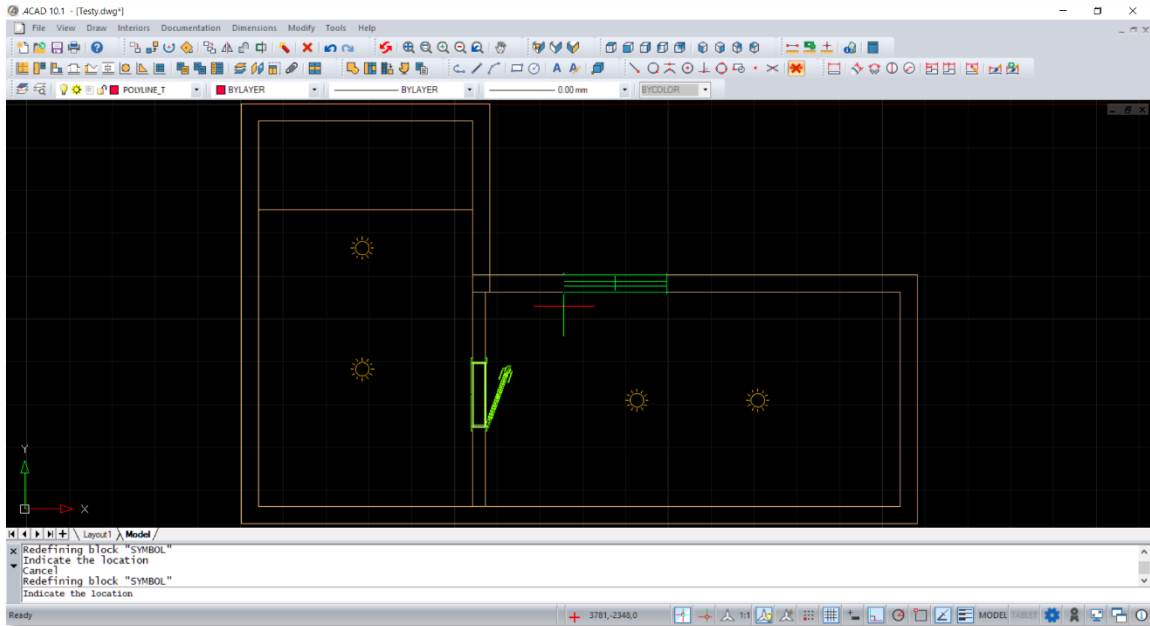 .4CAD 10.1 - [Testy.dwg*]
File View Draw Interiors Documentation Dimensions Modify Tools Help
POLYLINE_T BYLAYER BYLAYER 0.00 mm BYCOLOR
Y
X
Layout1 Model
Redefining block "SYMBOL"
Indicate the location
Cancel
Redefining block "SYMBOL"
Indicate the location
Ready 3781,-2348,0 1:1 MODEL TABLET